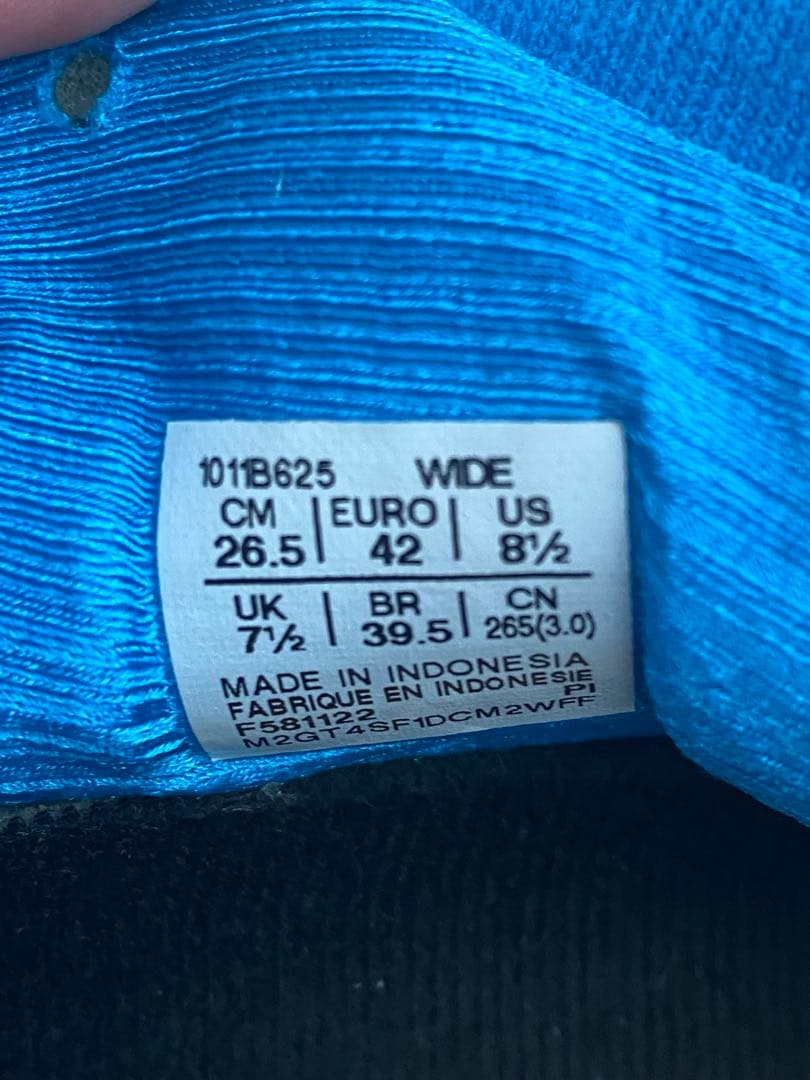 1011B625 WIDE
CM | EURO | US
26.5 | 42 | 8½
UK | BR | CN
7½ | 39.5 | 265(3.0)
MADE IN INDONESIA
FABRIQUE EN INDONESIE
F581122 PI
M2GT4SF1DCM2WFF